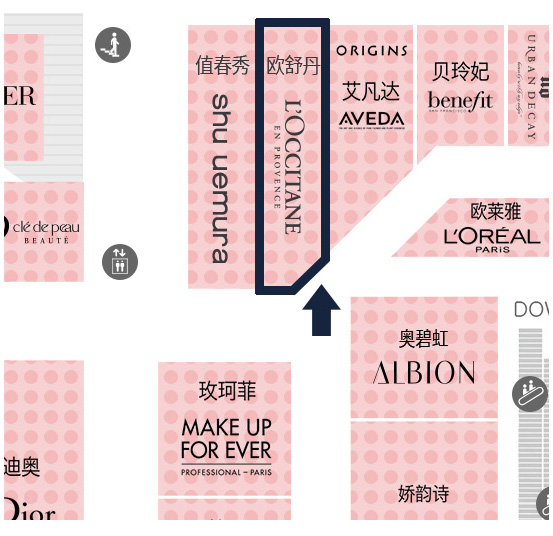 值春秀
shu uemura
欧舒丹
L'OCCITANE
EN PROVENCE
ORIGINS
艾凡达
AVEDA
贝玲妃
benefit
SAN FRANCISCO
URBAN DECAY
ER
clé de peau
BEAUTÉ
欧莱雅
L'ORÉAL
PARIS
DOW
奥碧虹
ALBION
玫珂菲
MAKE UP
FOR EVER
PROFESSIONAL – PARIS
迪奥
Dior
娇韵诗